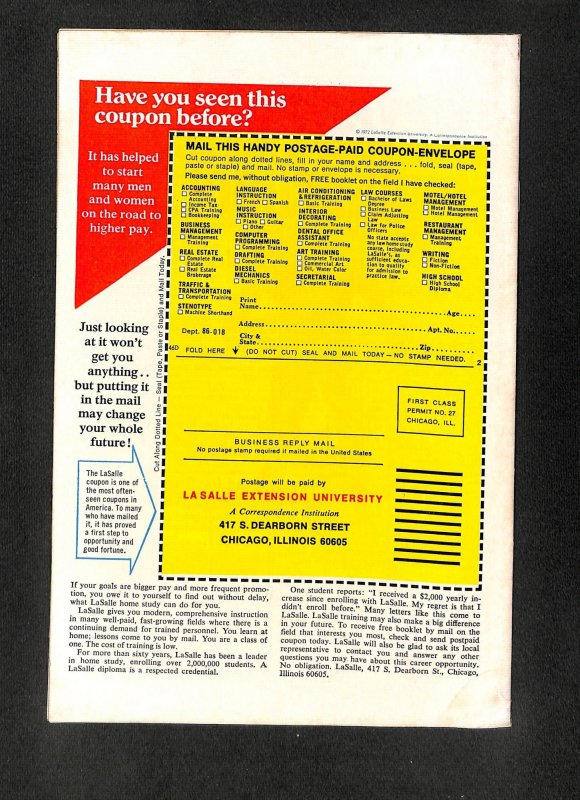 Have you seen this
coupon before?
© 1972 LaSalle Extension University, A Correspondence Institution
It has helped
to start
many men
and women
on the road to
higher pay.
MAIL THIS HANDY POSTAGE-PAID COUPON-ENVELOPE
Cut coupon along dotted lines, fill in your name and address . . . fold, seal (tape,
paste or staple) and mail. No stamp or envelope is necessary.
Please send me, without obligation, FREE booklet on the field I have checked:
ACCOUNTING
☐ Complete
Accounting
☐ Income Tax
☐ CPA Training
☐ Bookkeeping
BUSINESS
MANAGEMENT
☐ Management
Training
REAL ESTATE
☐ Complete Real
Estate
☐ Real Estate
Brokerage
TRAFFIC &
TRANSPORTATION
☐ Complete Training
STENOTYPE
☐ Machine Shorthand
LANGUAGE
INSTRUCTION
☐ French ☐ Spanish
MUSIC
INSTRUCTION
☐ Piano ☐ Guitar
☐ Other
COMPUTER
PROGRAMMING
☐ Complete Training
DRAFTING
☐ Complete Training
DIESEL
MECHANICS
☐ Basic Training
AIR CONDITIONING
& REFRIGERATION
☐ Basic Training
INTERIOR
DECORATING
☐ Complete Training
DENTAL OFFICE
ASSISTANT
☐ Complete Training
ART TRAINING
☐ Complete Training
☐ Commercial Art
☐ Oil, Water Color
SECRETARIAL
☐ Complete Training
LAW COURSES
☐ Bachelor of Laws
Degree
☐ Business Law
☐ Claim Adjusting
Law
☐ Law for Police
Officers
No state accepts
any law home study
course, including
LaSalle's, as
sufficient educa-
tion to qualify
for admission to
practice law.
MOTEL/HOTEL
MANAGEMENT
☐ Motel Management
☐ Hotel Management
RESTAURANT
MANAGEMENT
☐ Management
Training
WRITING
☐ Fiction
☐ Non-Fiction
HIGH SCHOOL
☐ High School
Diploma
Print
Name Age
Dept. 86-018
Address Apt. No.
City &
State Zip
46D FOLD HERE ↓ (DO NOT CUT) SEAL AND MAIL TODAY — NO STAMP NEEDED. 2
Cut Along Dotted Line — Seal (Tape, Paste or Staple) and Mail Today,
Just looking
at it won't
get you
anything . .
but putting it
in the mail
may change
your whole
future!
The LaSalle
coupon is one of
the most often-
seen coupons in
America. To many
who have mailed
it, it has proved
a first step to
opportunity and
good fortune.
FIRST CLASS
PERMIT NO. 27
CHICAGO, ILL.
BUSINESS REPLY MAIL
No postage stamp required if mailed in the United States
Postage will be paid by
LA SALLE EXTENSION UNIVERSITY
A Correspondence Institution
417 S. DEARBORN STREET
CHICAGO, ILLINOIS 60605
If your goals are bigger pay and more frequent promo-
tion, you owe it to yourself to find out without delay,
what LaSalle home study can do for you.
LaSalle gives you modern, comprehensive instruction
in many well-paid, fast-growing fields where there is a
continuing demand for trained personnel. You learn at
home; lessons come to you by mail. You are a class of
one. The cost of training is low.
For more than sixty years, LaSalle has been a leader
in home study, enrolling over 2,000,000 students. A
LaSalle diploma is a respected credential.
One student reports: "I received a $2,000 yearly in-
crease since enrolling with LaSalle. My regret is that I
didn't enroll before." Many letters like this come to
LaSalle. LaSalle training may also make a big difference
in your future. To receive free booklet by mail on the
field that interests you most, check and send postpaid
coupon today. LaSalle will also be glad to ask its local
representative to contact you and answer any other
questions you may have about this career opportunity.
No obligation. LaSalle, 417 S. Dearborn St., Chicago,
Illinois 60605.